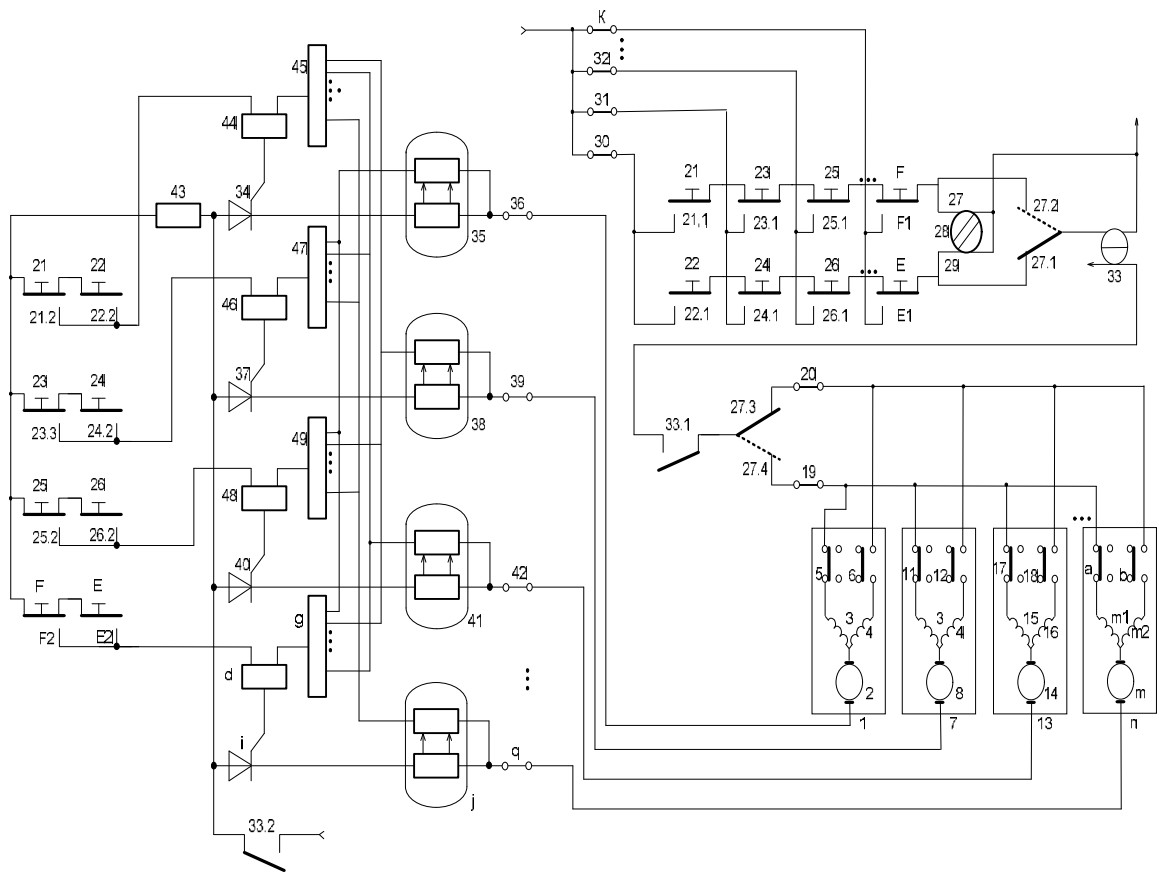 K
45
32
31
44
30
21 23 25 F
43 34 36 27 27.2
21,1 23.1 25.1 F1
28
35
47
21 22
22 24 26 E 29 27.1
33
46
21.2 22.2
22.1 24.1 26.1 E1
37 39
23 24
20
27.3
38
33.1
23.3 24.2
49
27.4
19
25 26
48
25.2 26.2
40 42
5 6 11 12 17 18 a b
F E
g
41
3 4 3 4 15 16 m1 m2
F2 E2
d
2 8 14 m
1 7 13 n
i
q
j
33.2